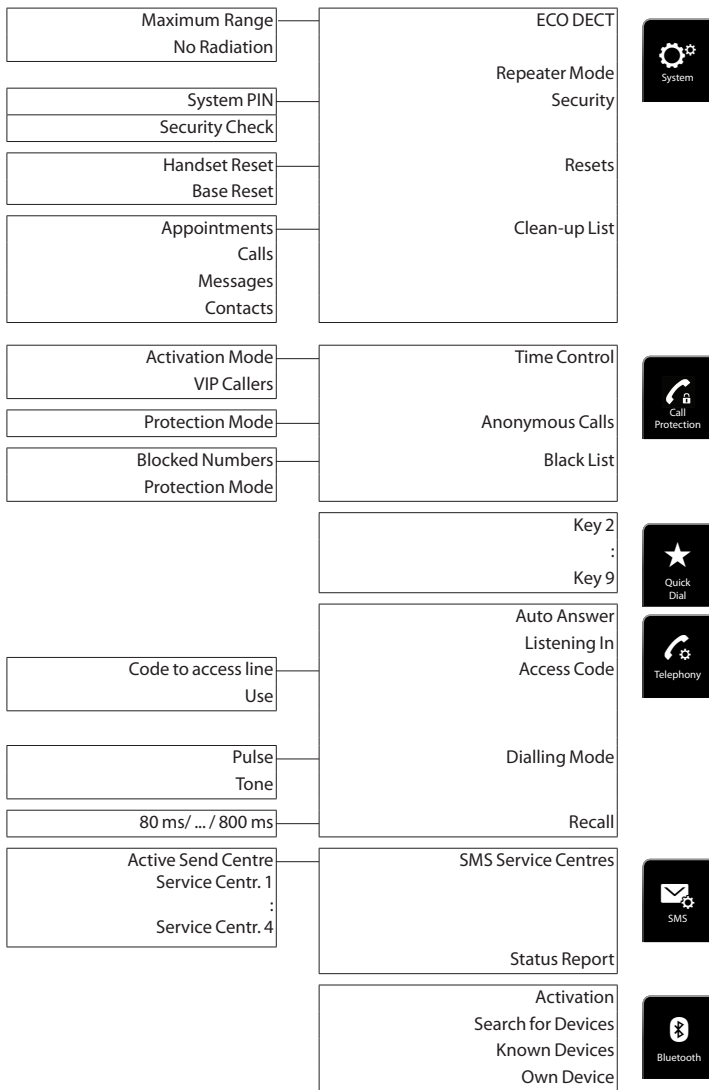 Maximum Range
No Radiation
ECO DECT
System
Repeater Mode
System PIN
Security Check
Security
Handset Reset
Base Reset
Resets
Appointments
Calls
Messages
Contacts
Clean-up List
Activation Mode
VIP Callers
Time Control
Call
Protection
Protection Mode
Anonymous Calls
Blocked Numbers
Protection Mode
Black List
Key 2
:
Key 9
Quick
Dial
Auto Answer
Listening In
Telephony
Code to access line
Use
Access Code
Pulse
Tone
Dialling Mode
80 ms/ ... / 800 ms
Recall
Active Send Centre
Service Centr. 1
:
Service Centr. 4
SMS Service Centres
SMS
Status Report
Activation
Search for Devices
Known Devices
Own Device
Bluetooth